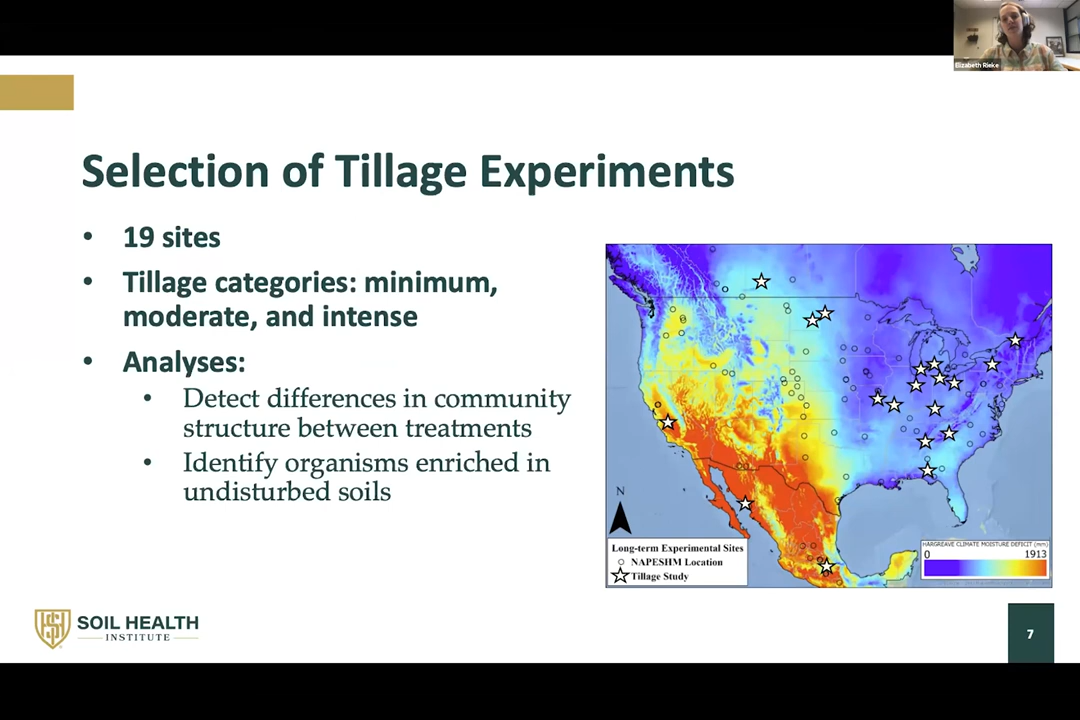 Elizabeth Rieke
Selection of Tillage Experiments
• 19 sites
• Tillage categories: minimum,
moderate, and intense
• Analyses:
• Detect differences in community
structure between treatments
• Identify organisms enriched in
undisturbed soils
N
Long-term Experimental Sites
NAPESHM Location
Tillage Study
HARGREAVE CLIMATE MOISTURE DEFICIT (mm)
0 1913
SOIL HEALTH
INSTITUTE
7